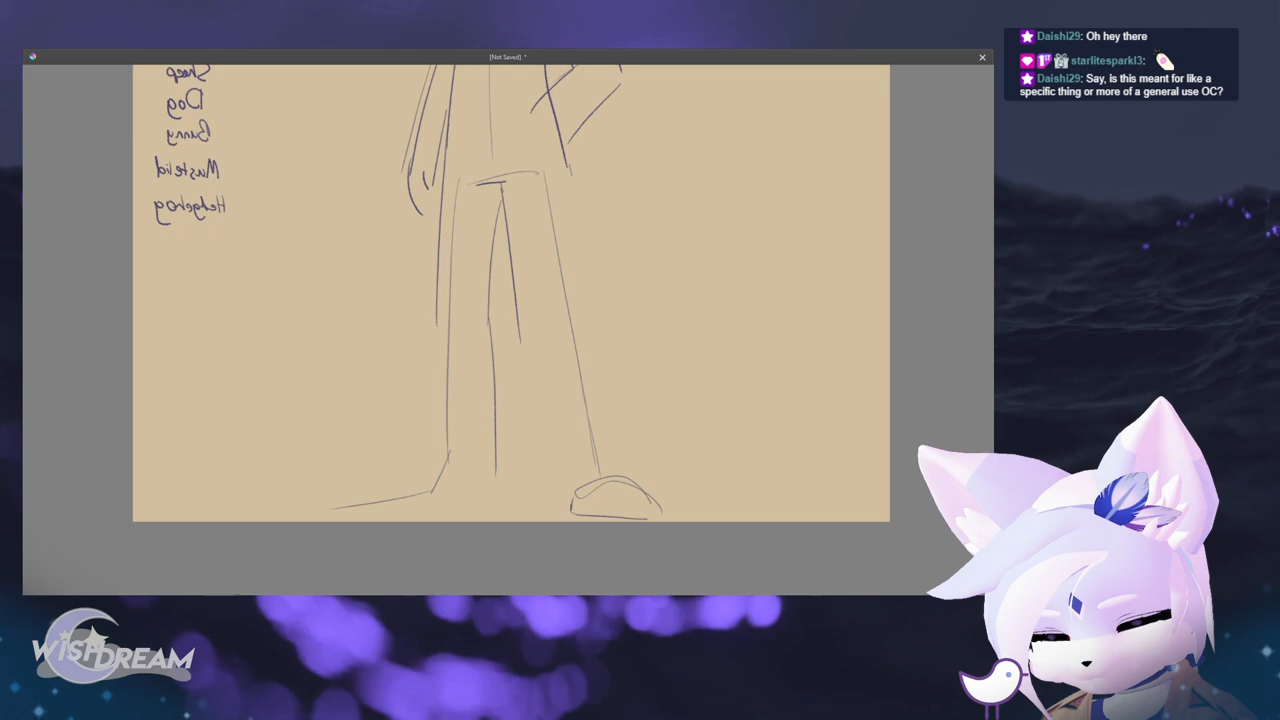 [Not Saved] *
Sheep
Dog
Bunny
Mustelid
Hedgehog
Daishi29: Oh hey there
starlitesparkl3:
Daishi29: Say, is this meant for like a
specific thing or more of a general use OC?
WISHDREAM